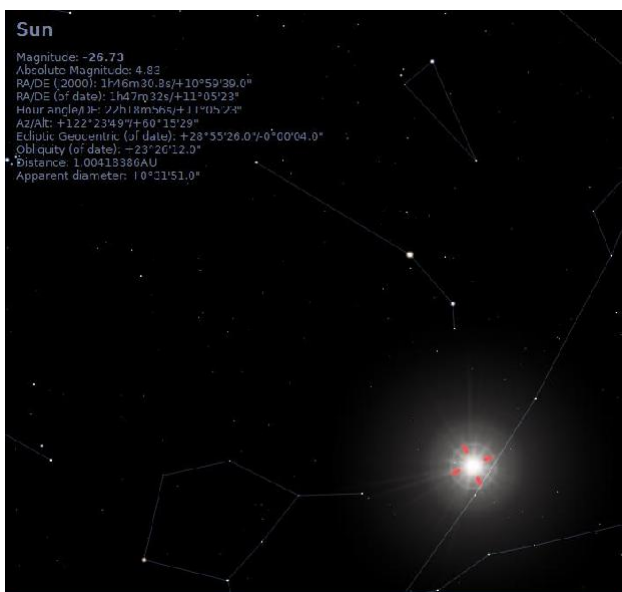 Sun
Magnitude: -26.73
Absolute Magnitude: 4.83
RA/DE (J2000): 1h46m30.8s/+10°59'39.0"
RA/DE (of date): 1h47m32s/+11°05'23"
Hour angle/DE: 22h18m56s/+11°05'23"
Az/Alt: +122°23'49"/+60°15'29"
Ecliptic Geocentric (of date): +28°55'26.0"/-0°00'04.0"
Obliquity (of date): +23°26'12.0"
Distance: 1.00418386AU
Apparent diameter: +0°31'51.0"